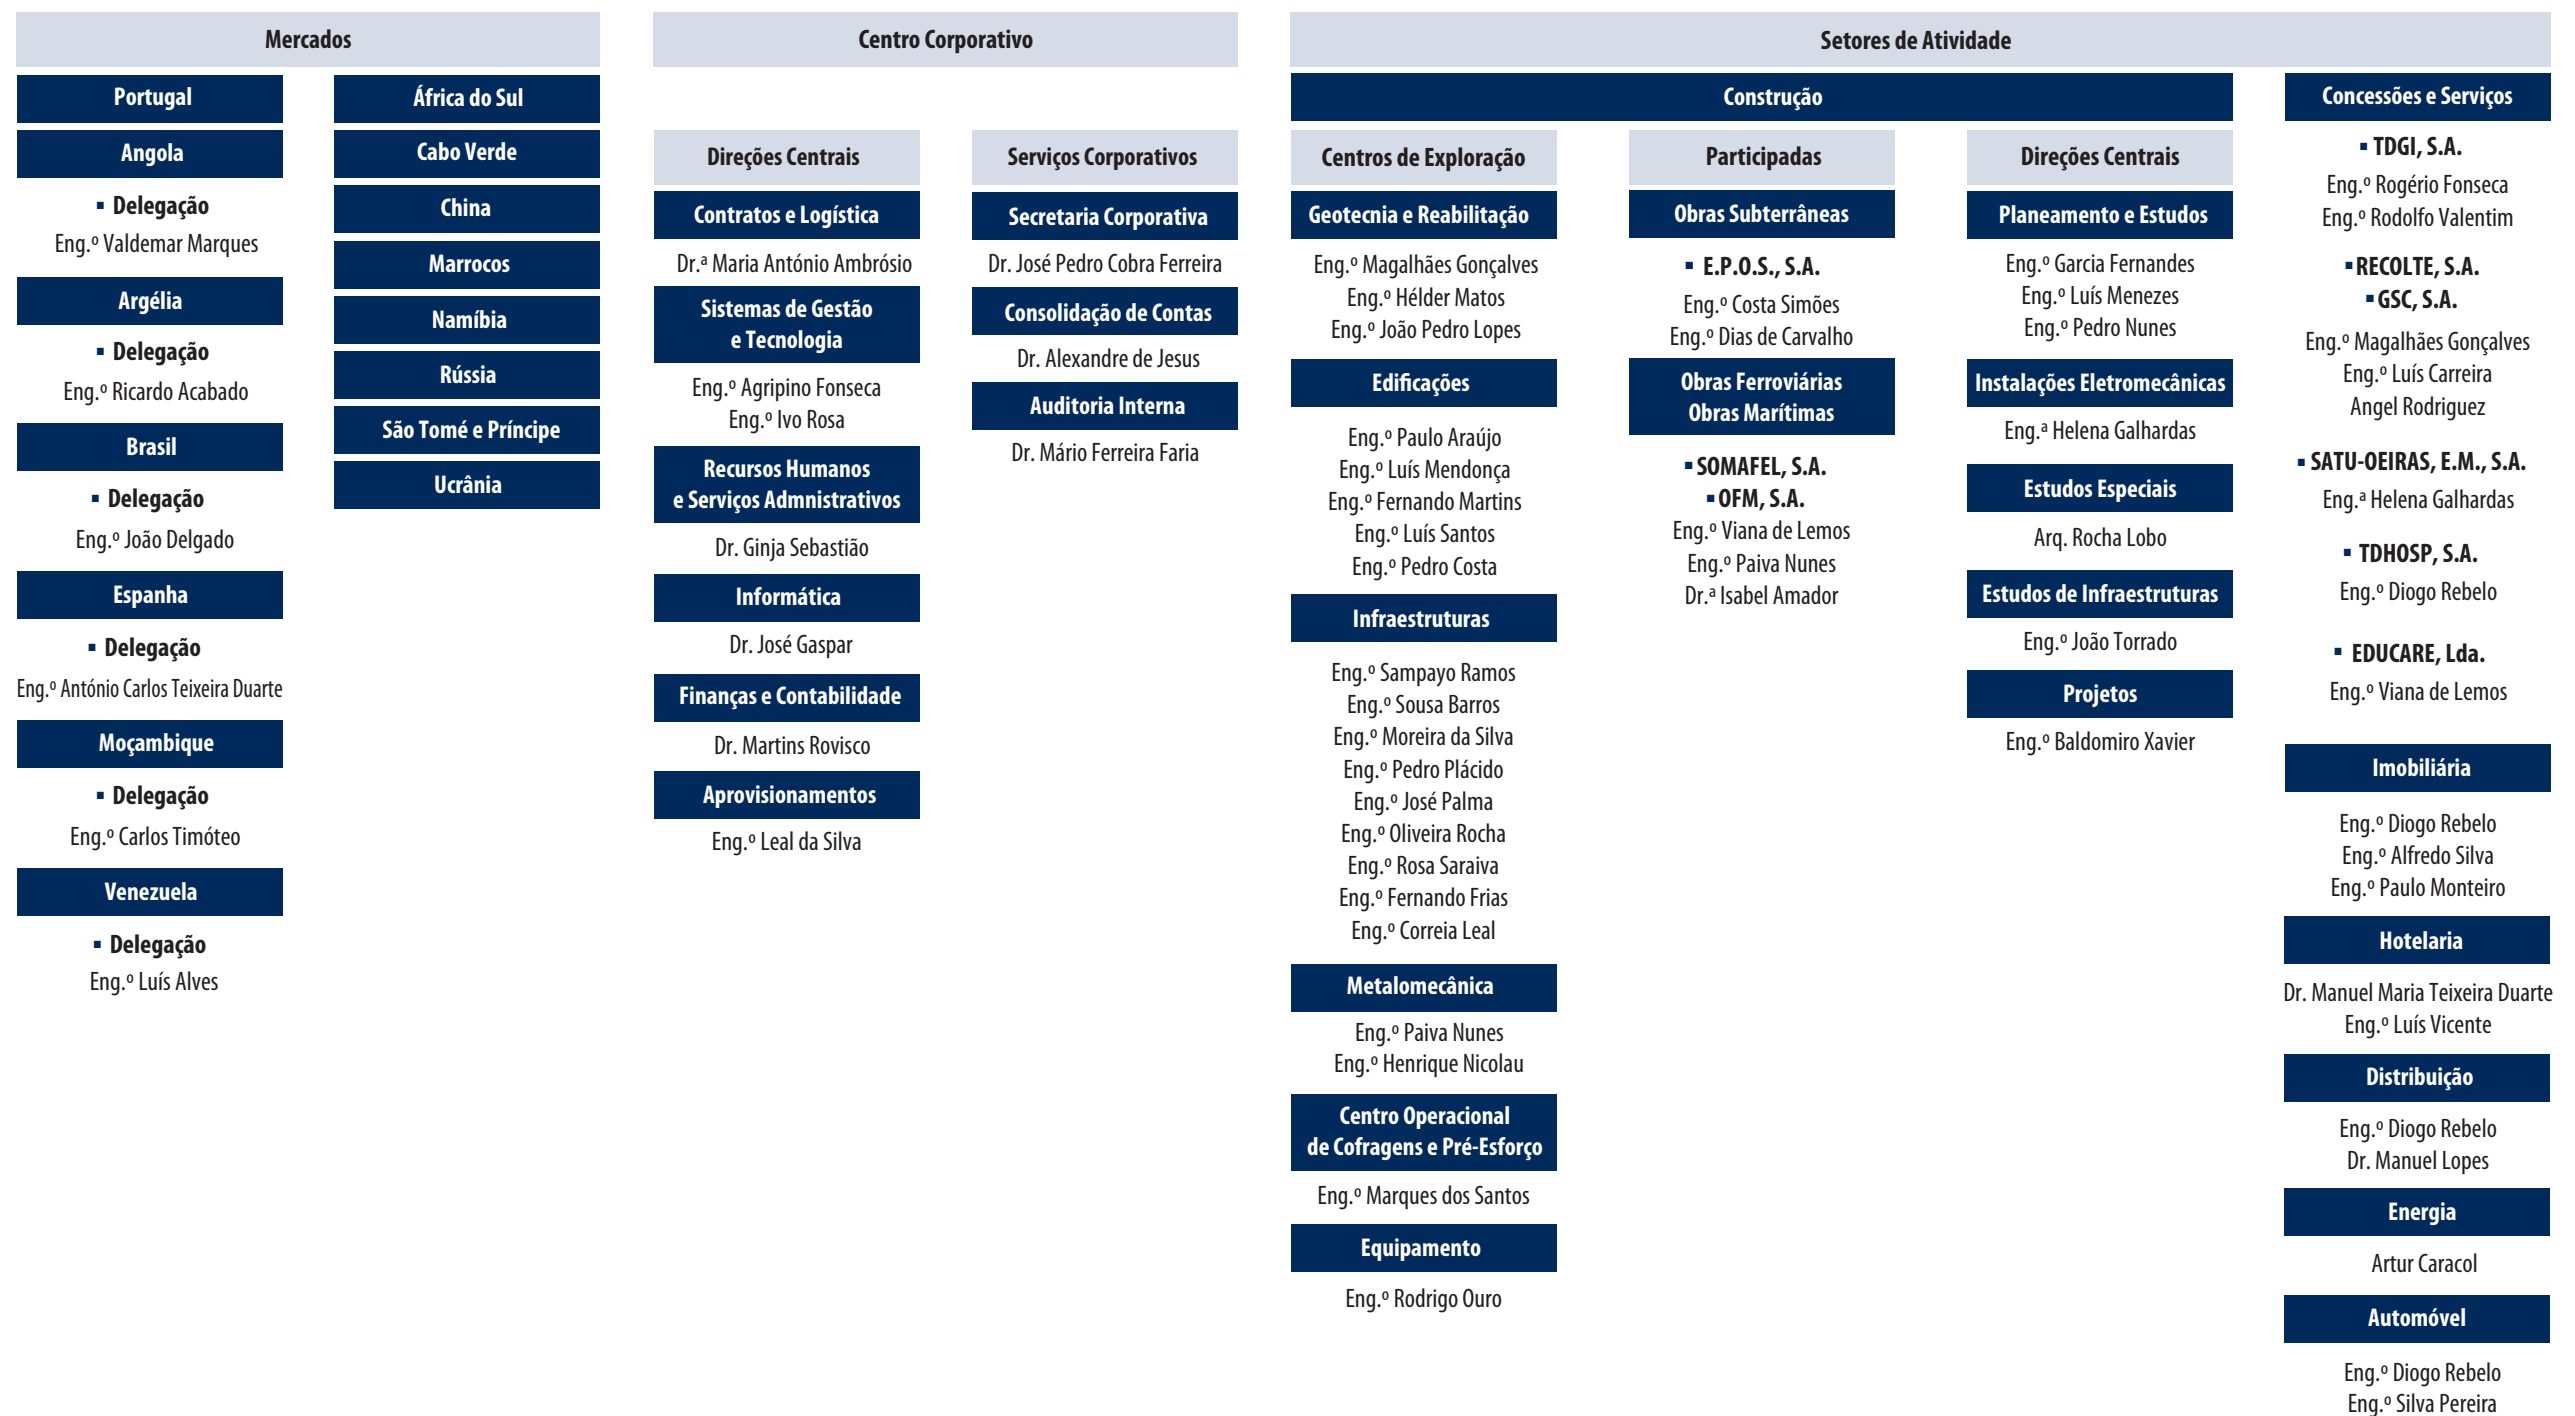 Mercados
Portugal
Angola
▪ Delegação
Eng.º Valdemar Marques
Argélia
▪ Delegação
Eng.º Ricardo Acabado
Brasil
▪ Delegação
Eng.º João Delgado
Espanha
▪ Delegação
Eng.º António Carlos Teixeira Duarte
Moçambique
▪ Delegação
Eng.º Carlos Timóteo
Venezuela
▪ Delegação
Eng.º Luís Alves
África do Sul
Cabo Verde
China
Marrocos
Namíbia
Rússia
São Tomé e Príncipe
Ucrânia
Centro Corporativo
Direções Centrais
Contratos e Logística
Dr.ª Maria António Ambrósio
Sistemas de Gestão
e Tecnologia
Eng.º Agripino Fonseca
Eng.º Ivo Rosa
Recursos Humanos
e Serviços Admnistrativos
Dr. Ginja Sebastião
Informática
Dr. José Gaspar
Finanças e Contabilidade
Dr. Martins Rovisco
Aprovisionamentos
Eng.º Leal da Silva
Serviços Corporativos
Secretaria Corporativa
Dr. José Pedro Cobra Ferreira
Consolidação de Contas
Dr. Alexandre de Jesus
Auditoria Interna
Dr. Mário Ferreira Faria
Setores de Atividade
Construção
Centros de Exploração
Geotecnia e Reabilitação
Eng.º Magalhães Gonçalves
Eng.º Hélder Matos
Eng.º João Pedro Lopes
Edificações
Eng.º Paulo Araújo
Eng.º Luís Mendonça
Eng.º Fernando Martins
Eng.º Luís Santos
Eng.º Pedro Costa
Infraestruturas
Eng.º Sampayo Ramos
Eng.º Sousa Barros
Eng.º Moreira da Silva
Eng.º Pedro Plácido
Eng.º José Palma
Eng.º Oliveira Rocha
Eng.º Rosa Saraiva
Eng.º Fernando Frias
Eng.º Correia Leal
Metalomecânica
Eng.º Paiva Nunes
Eng.º Henrique Nicolau
Centro Operacional
de Cofragens e Pré-Esforço
Eng.º Marques dos Santos
Equipamento
Eng.º Rodrigo Ouro
Participadas
Obras Subterrâneas
▪ E.P.O.S., S.A.
Eng.º Costa Simões
Eng.º Dias de Carvalho
Obras Ferroviárias
Obras Marítimas
▪ SOMAFEL, S.A.
▪ OFM, S.A.
Eng.º Viana de Lemos
Eng.º Paiva Nunes
Dr.ª Isabel Amador
Direções Centrais
Planeamento e Estudos
Eng.º Garcia Fernandes
Eng.º Luís Menezes
Eng.º Pedro Nunes
Instalações Eletromecânicas
Eng.ª Helena Galhardas
Estudos Especiais
Arq. Rocha Lobo
Estudos de Infraestruturas
Eng.º João Torrado
Projetos
Eng.º Baldomiro Xavier
Concessões e Serviços
▪ TDGI, S.A.
Eng.º Rogério Fonseca
Eng.º Rodolfo Valentim
▪ RECOLTE, S.A.
▪ GSC, S.A.
Eng.º Magalhães Gonçalves
Eng.º Luís Carreira
Angel Rodriguez
▪ SATU-OEIRAS, E.M., S.A.
Eng.ª Helena Galhardas
▪ TDHOSP, S.A.
Eng.º Diogo Rebelo
▪ EDUCARE, Lda.
Eng.º Viana de Lemos
Imobiliária
Eng.º Diogo Rebelo
Eng.º Alfredo Silva
Eng.º Paulo Monteiro
Hotelaria
Dr. Manuel Maria Teixeira Duarte
Eng.º Luís Vicente
Distribuição
Eng.º Diogo Rebelo
Dr. Manuel Lopes
Energia
Artur Caracol
Automóvel
Eng.º Diogo Rebelo
Eng.º Silva Pereira